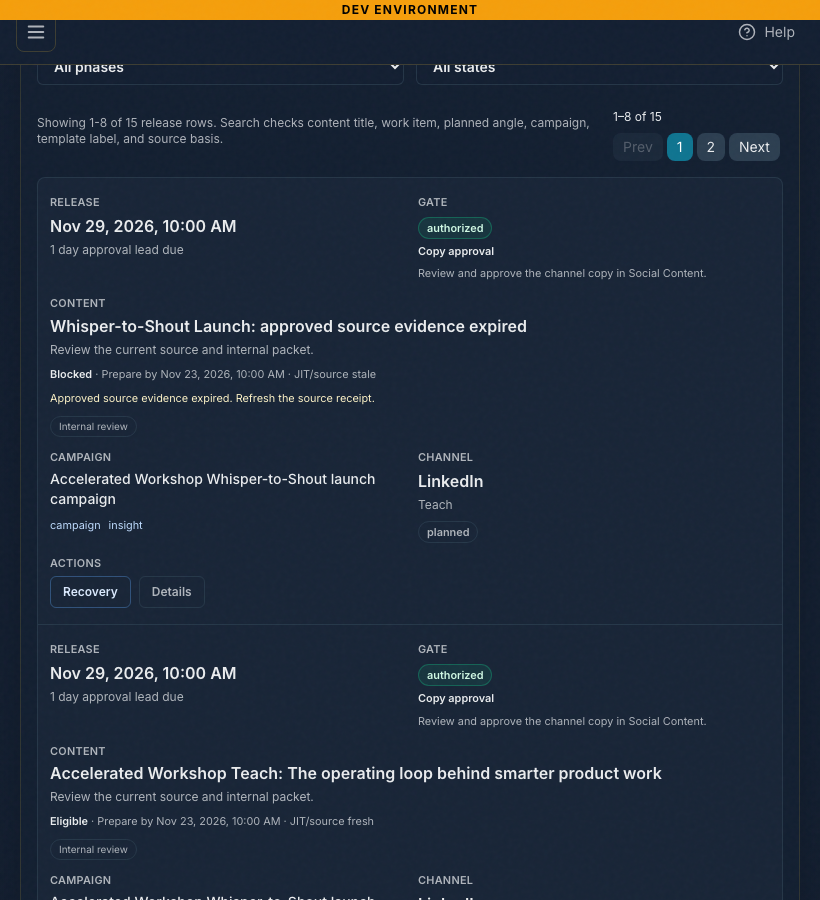 DEV ENVIRONMENT
Help
All phases
All states
Showing 1-8 of 15 release rows. Search checks content title, work item, planned angle, campaign,
template label, and source basis.
1–8 of 15
Prev
1
2
Next
RELEASE
Nov 29, 2026, 10:00 AM
1 day approval lead due
GATE
authorized
Copy approval
Review and approve the channel copy in Social Content.
CONTENT
Whisper-to-Shout Launch: approved source evidence expired
Review the current source and internal packet.
Blocked · Prepare by Nov 23, 2026, 10:00 AM · JIT/source stale
Approved source evidence expired. Refresh the source receipt.
Internal review
CAMPAIGN
Accelerated Workshop Whisper-to-Shout launch
campaign
campaign insight
CHANNEL
LinkedIn
Teach
planned
ACTIONS
Recovery
Details
RELEASE
Nov 29, 2026, 10:00 AM
1 day approval lead due
GATE
authorized
Copy approval
Review and approve the channel copy in Social Content.
CONTENT
Accelerated Workshop Teach: The operating loop behind smarter product work
Review the current source and internal packet.
Eligible · Prepare by Nov 23, 2026, 10:00 AM · JIT/source fresh
Internal review
CAMPAIGN
Accelerated Workshop Whisper-to-Shout launch
CHANNEL
LinkedIn